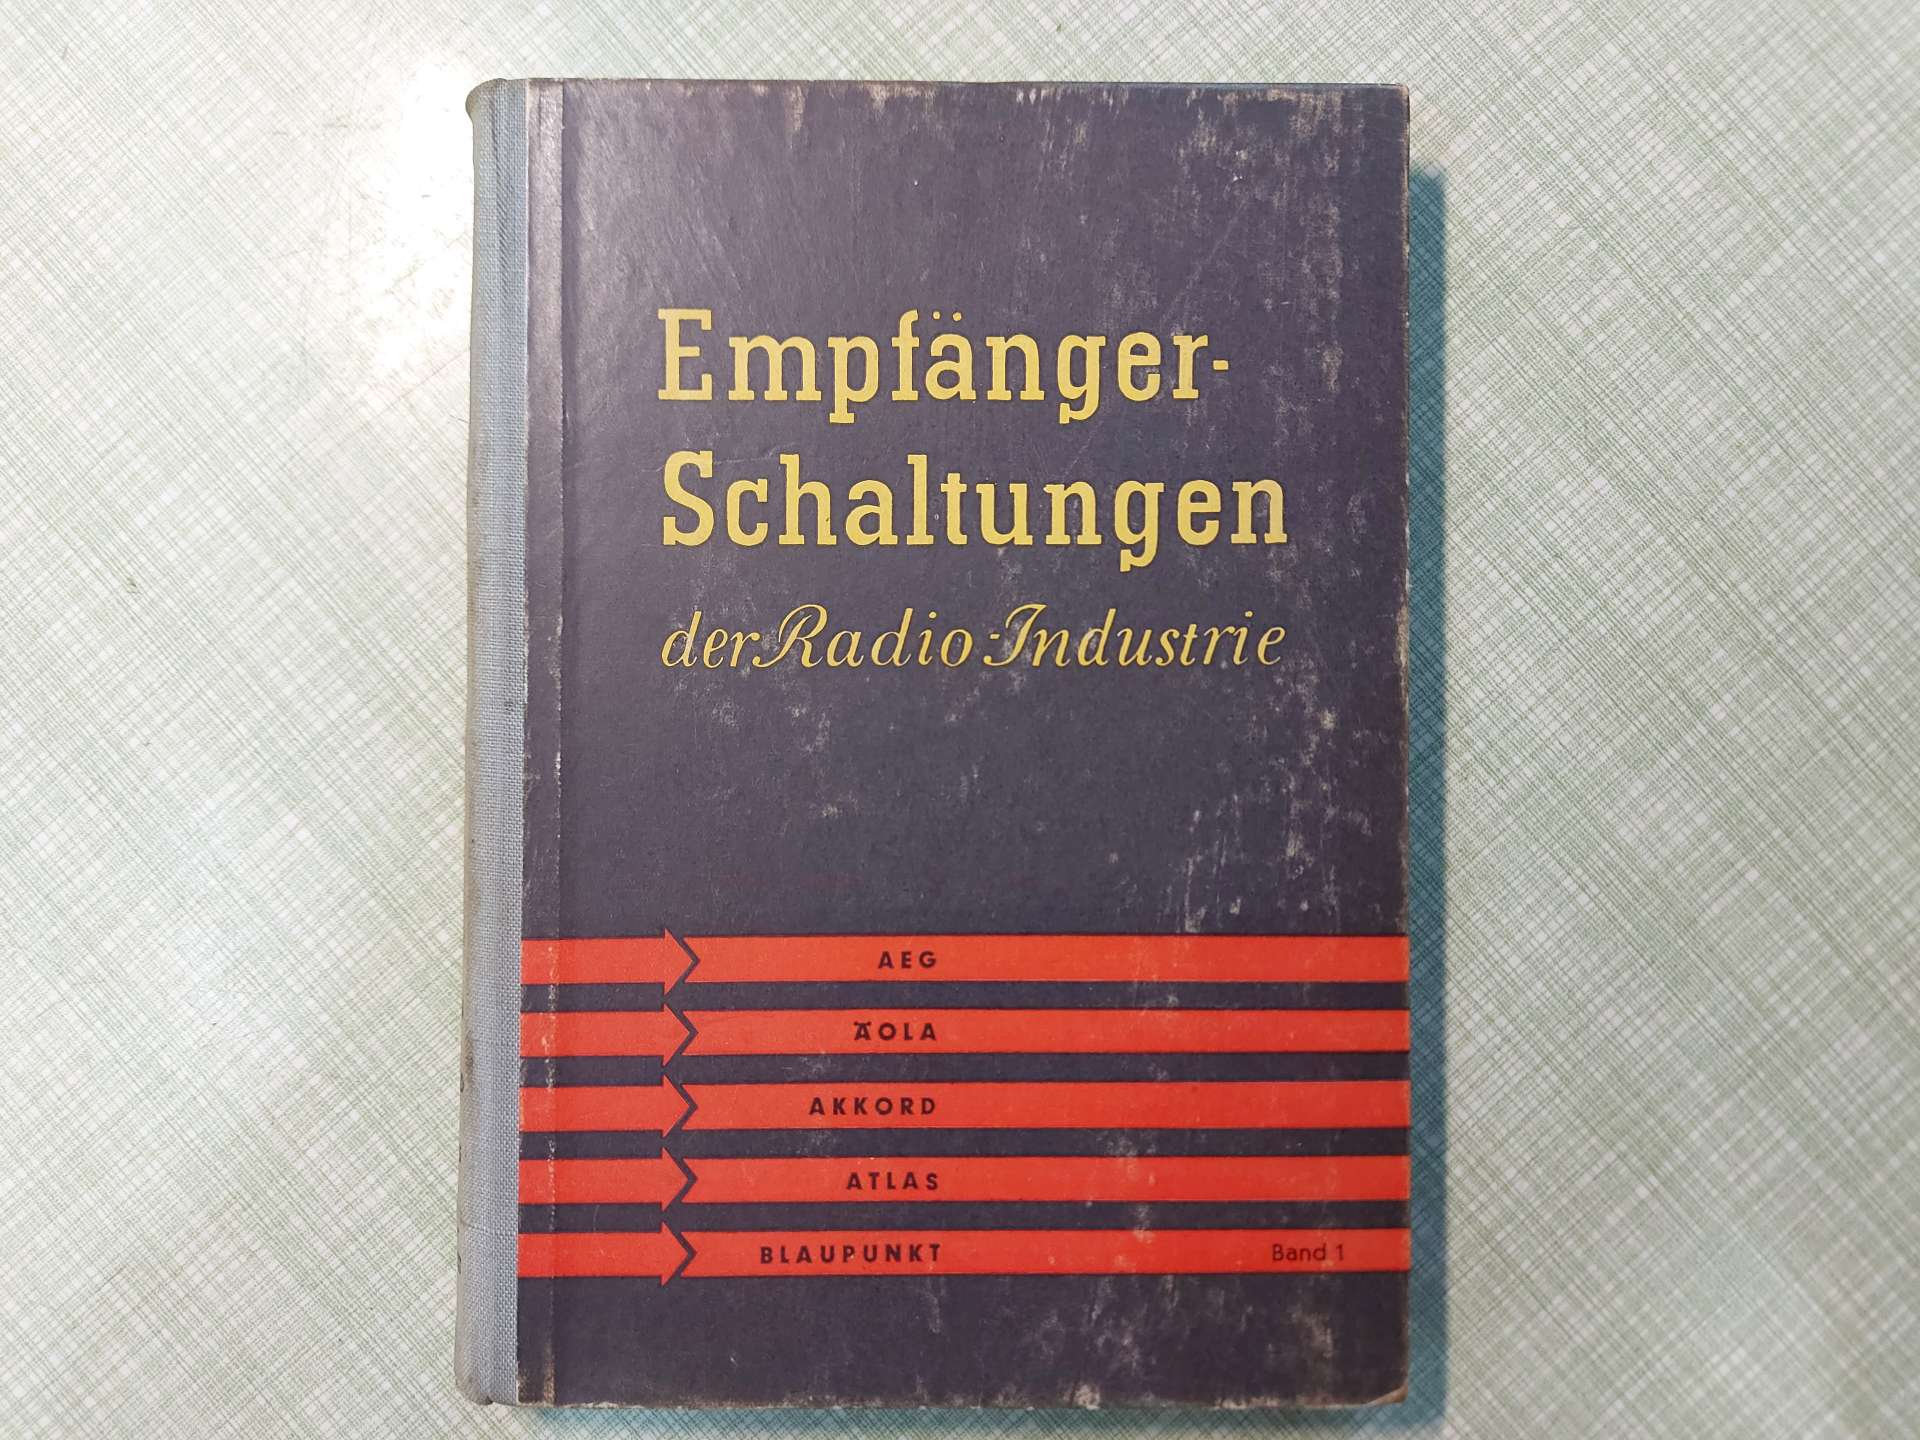 Empfänger-
Schaltungen
der Radio-Industrie
AEG
ÄOLA
AKKORD
ATLAS
BLAUPUNKT
Band 1